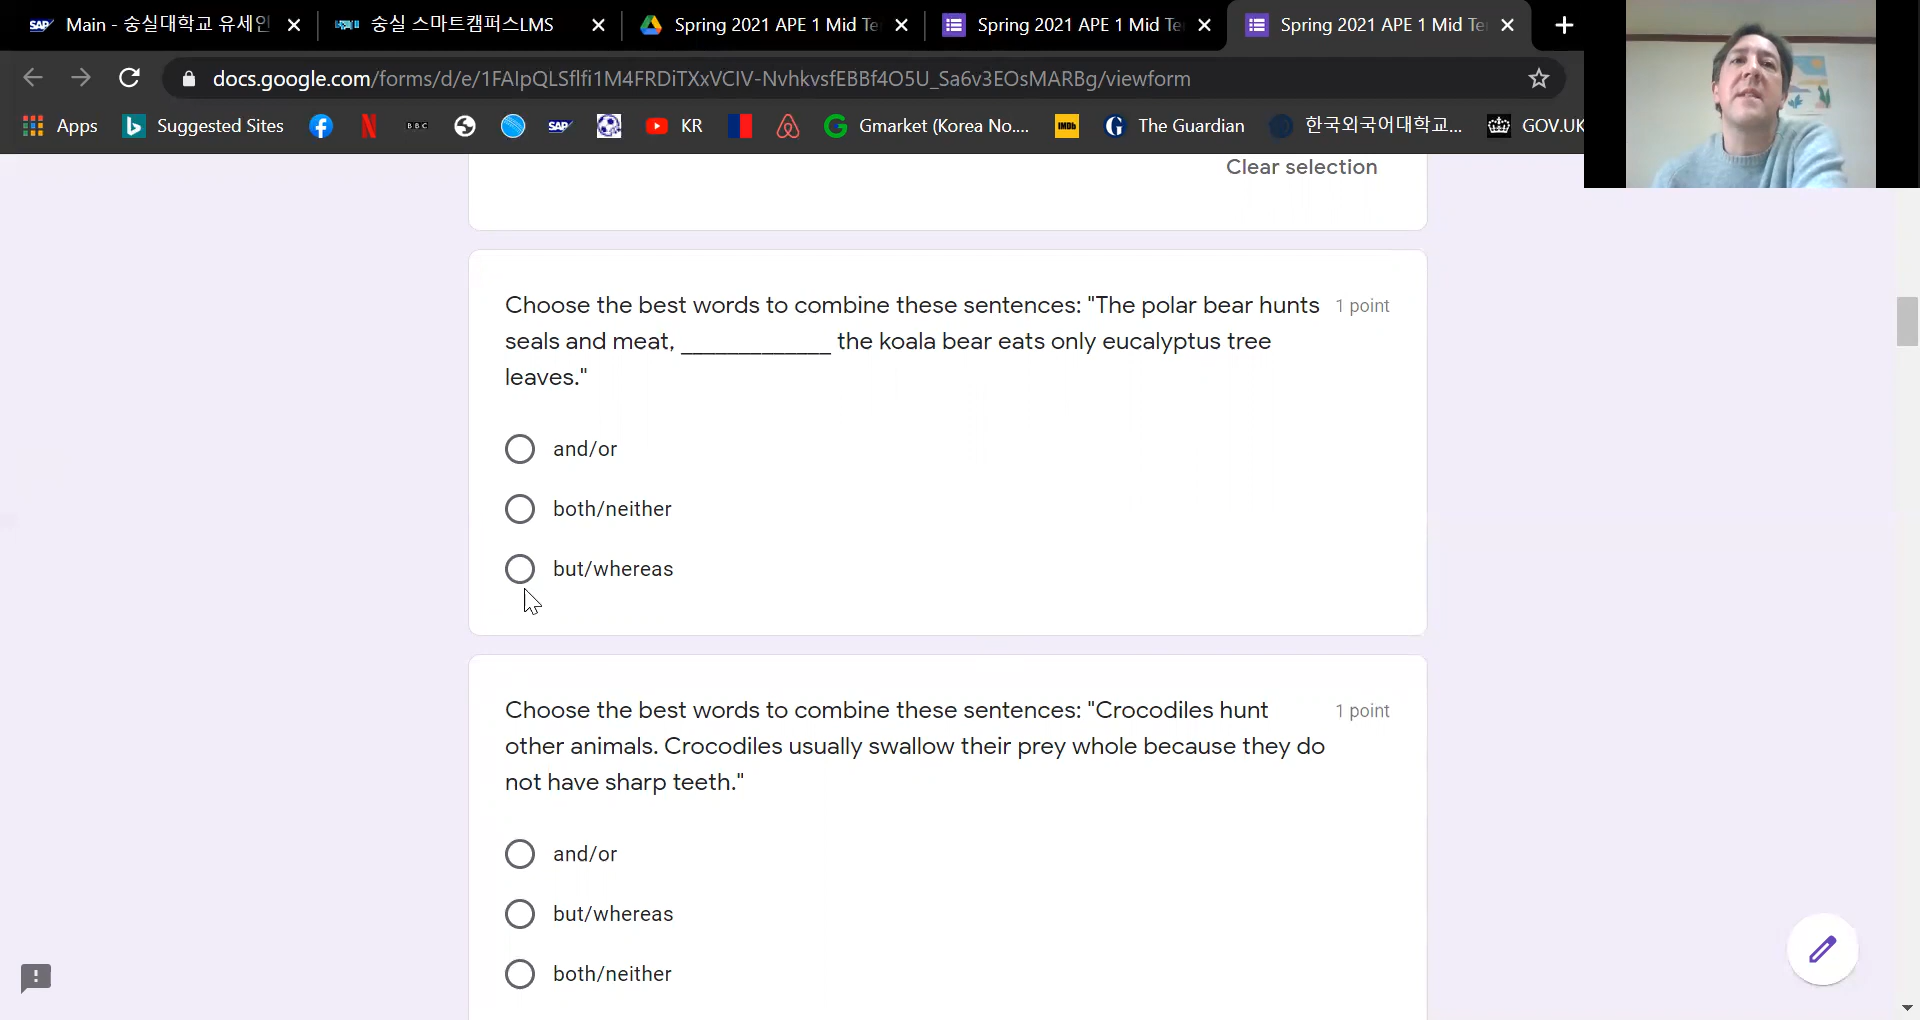 Main - 숭실대학교 유세인
숭실 스마트캠퍼스LMS
Spring 2021 APE 1 Mid Te
Spring 2021 APE 1 Mid Te
Spring 2021 APE 1 Mid Te
docs.google.com/forms/d/e/1FAIpQLSflfi1M4FRDiTXxVCIV-NvhkvsfEBBf4O5U_Sa6v3EOsMARBg/viewform
Apps
Suggested Sites
BBC
SAP
KR
Gmarket (Korea No....
IMDb
The Guardian
한국외국어대학교...
GOV.UK
Clear selection
Choose the best words to combine these sentences: "The polar bear hunts 1 point
seals and meat, _____________ the koala bear eats only eucalyptus tree
leaves."
and/or
both/neither
but/whereas
Choose the best words to combine these sentences: "Crocodiles hunt 1 point
other animals. Crocodiles usually swallow their prey whole because they do
not have sharp teeth."
and/or
but/whereas
both/neither